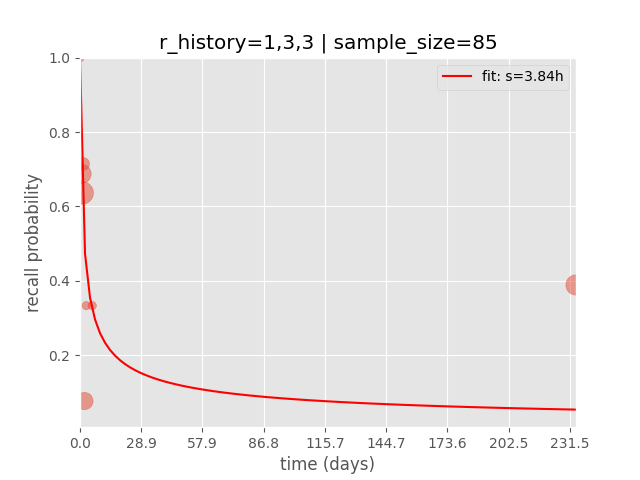 r_history=1,3,3 | sample_size=85
fit: s=3.84h
recall probability
1.0
0.8
0.6
0.4
0.2
0.0 28.9 57.9 86.8 115.7 144.7 173.6 202.5 231.5
time (days)